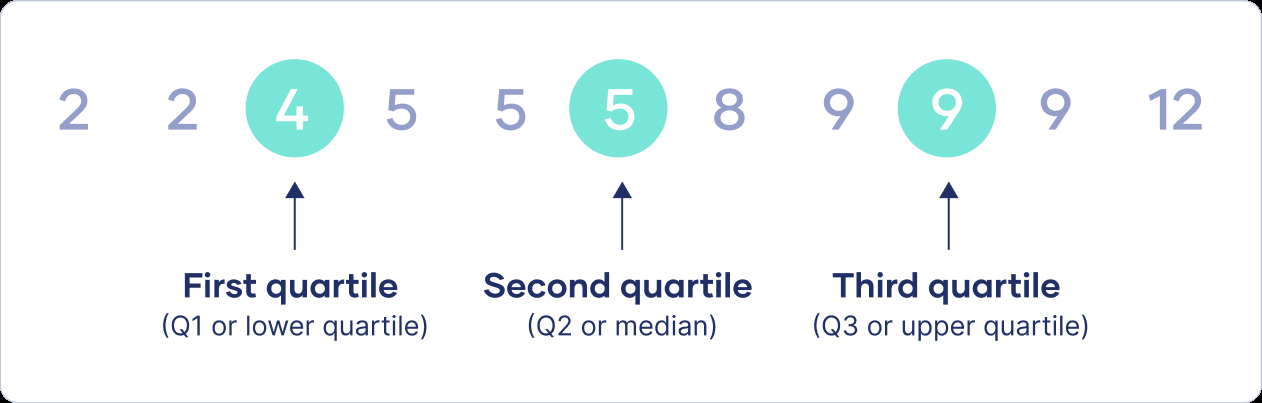 2 2 4 5 5 5 8 9 9 9 12
First quartile Second quartile Third quartile
(Q1 or lower quartile) (Q2 or median) (Q3 or upper quartile)